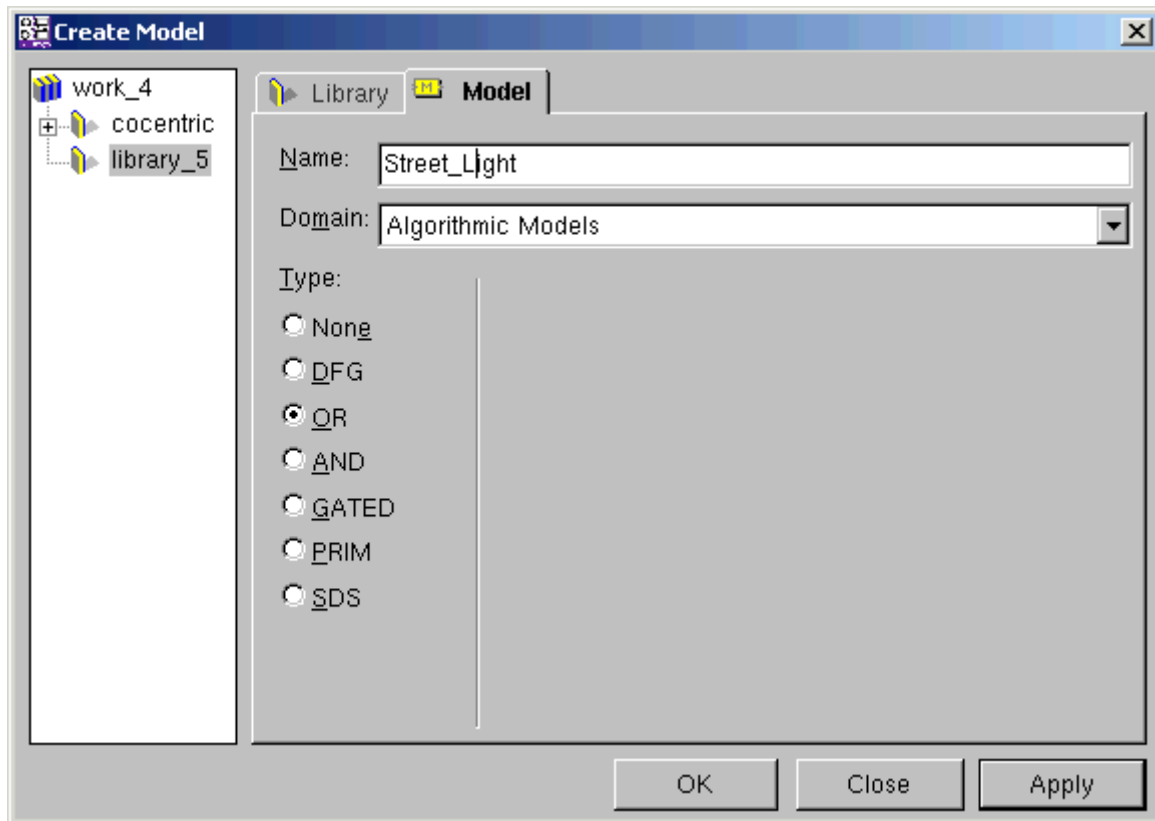 Create Model
work_4
cocentric
library_5
Library
Model
Name: Street_Light
Domain: Algorithmic Models
Type:
None
DFG
OR
AND
GATED
PRIM
SDS
OK Close Apply